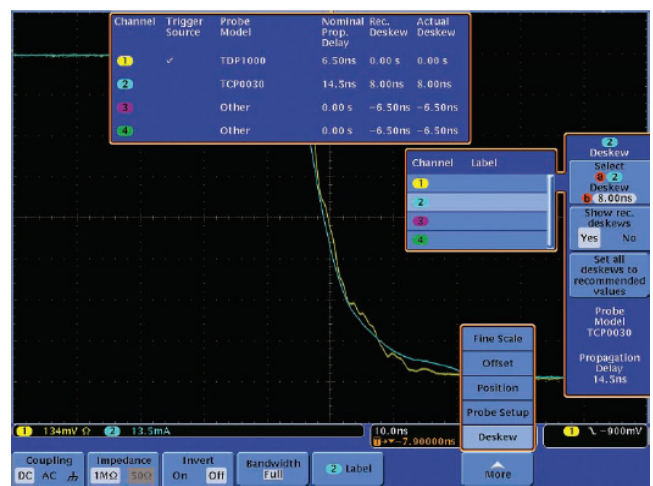 Channel Trigger Source Probe Model Nominal Prop. Delay Rec. Deskew Actual Deskew
1 ✓ TDP1000 6.50ns 0.00 s 0.00 s
2 TCP0030 14.5ns 8.00ns 8.00ns
3 Other 0.00 s −6.50ns −6.50ns
4 Other 0.00 s −6.50ns −6.50ns
Channel Label
1
2
3
4
2
Deskew
Select
a 2
Deskew
b 8.00ns
Show rec.
deskews
Yes No
Set all
deskews to
recommended
values
Probe
Model
TCP0030
Propagation
Delay
14.5ns
Fine Scale
Offset
Position
Probe Setup
Deskew
1 134mV Ω 2 13.5mA
10.0ns
T→▼−7.90000ns
1 \ −900mV
Coupling
DC AC
Impedance
1MΩ 50Ω
Invert
On Off
Bandwidth
Full
2 Label
More